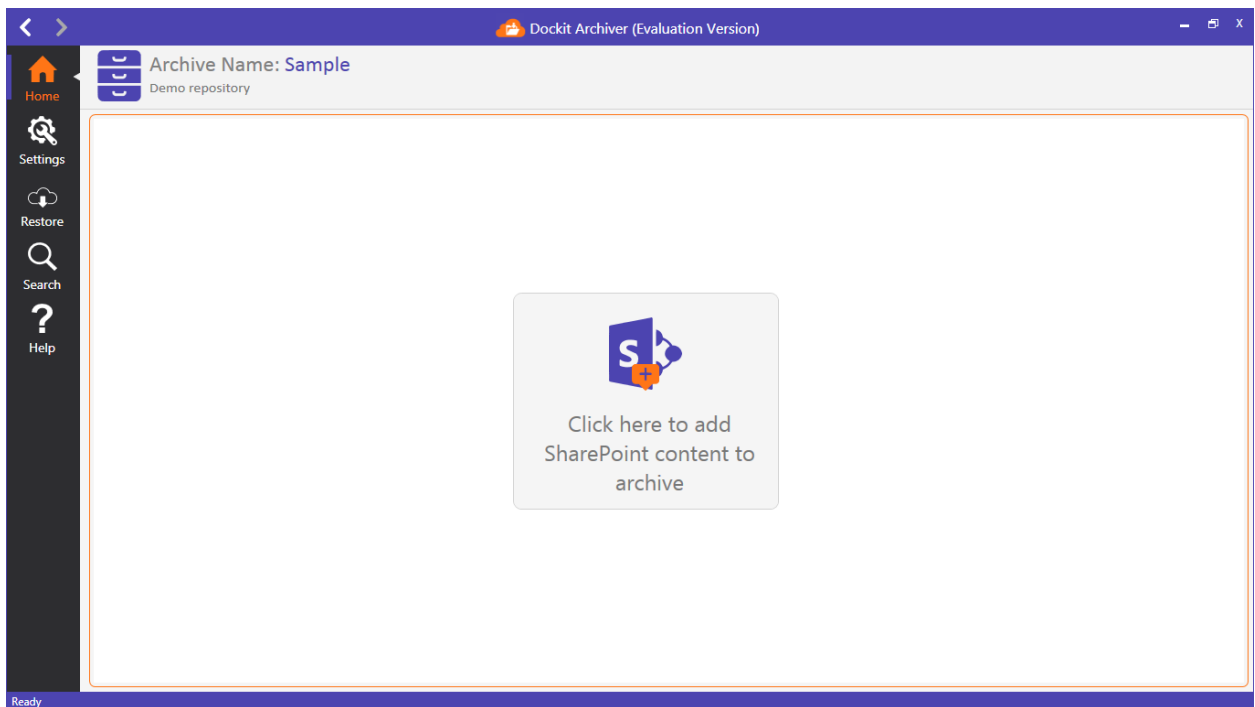 Dockit Archiver (Evaluation Version)
Archive Name: Sample
Demo repository
Home
Settings
Restore
Search
?
Help
S
Click here to add
SharePoint content to
archive
Ready